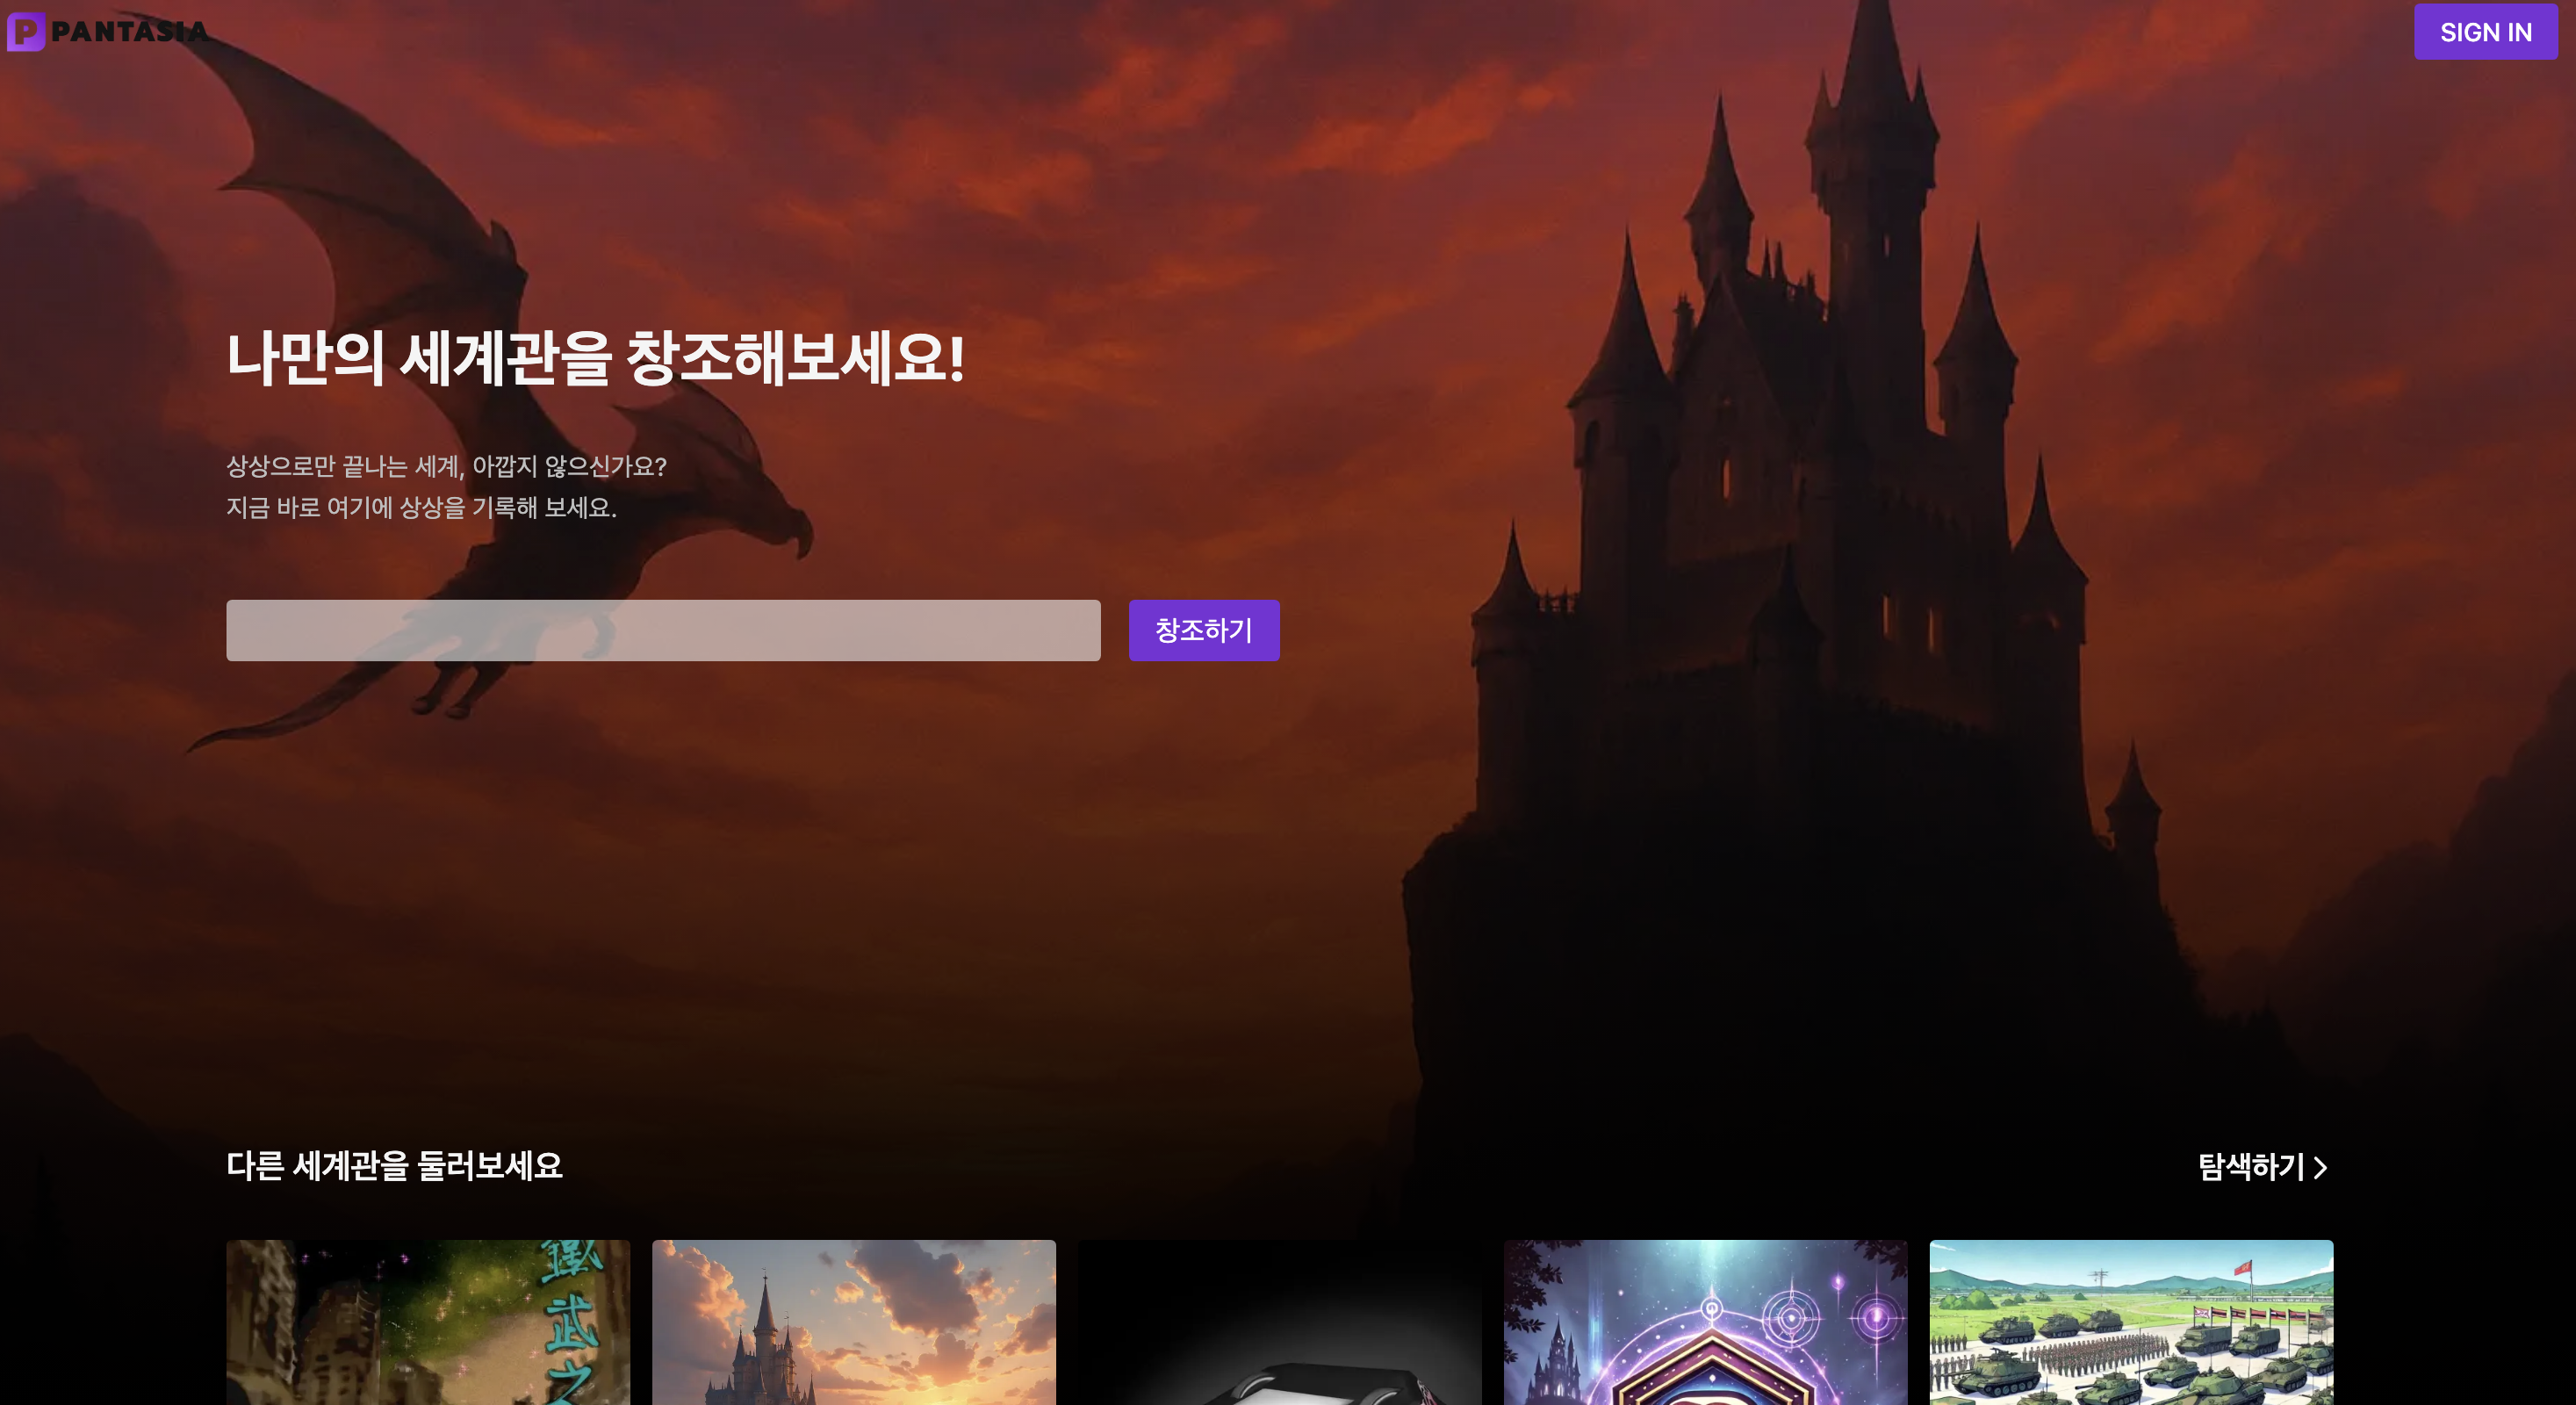 PANTASIA
SIGN IN
나만의 세계관을 창조해보세요!
상상으로만 끝나는 세계, 아깝지 않으신가요?
지금 바로 여기에 상상을 기록해 보세요.
창조하기
다른 세계관을 둘러보세요
탐색하기
鐵武之